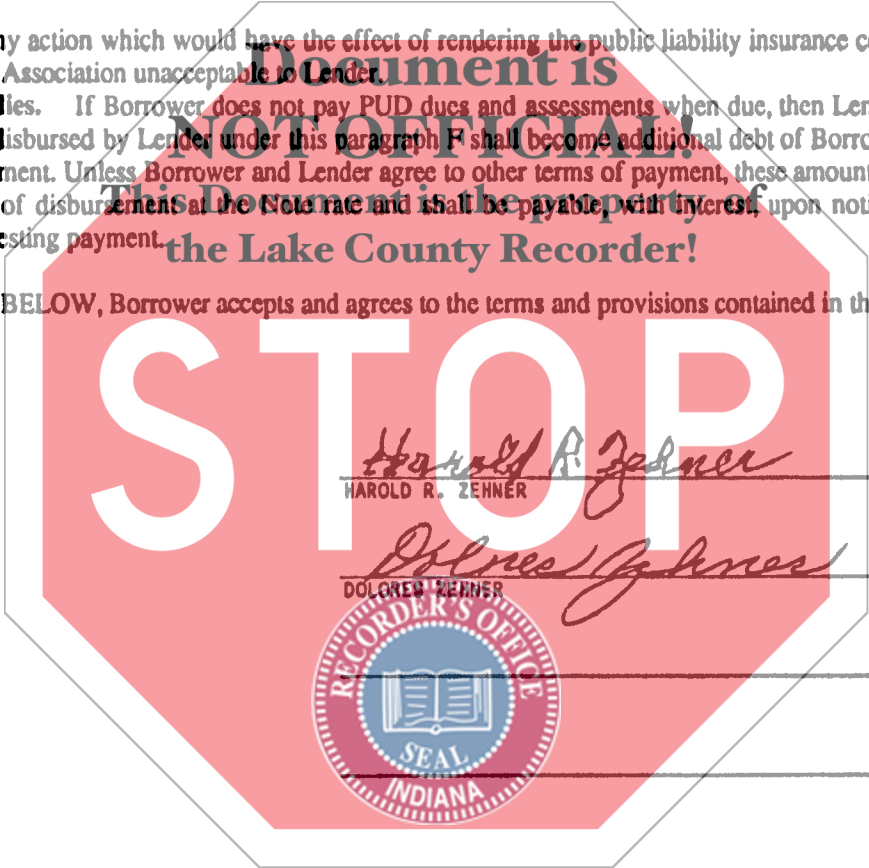 ny action which would have the effect of rendering the public liability insurance c
Association unacceptable to Lender.
Document is
lies. If Borrower does not pay PUD dues and assessments when due, then Len
disbursed by Lender under this paragraph F shall become additional debt of Borro
NOT OFFICIAL!
ment. Unless Borrower and Lender agree to other terms of payment, these amount
This Document is the property of
of disbursement at the Note rate and shall be payable, with interest, upon noti
esting payment.
the Lake County Recorder!
BELOW, Borrower accepts and agrees to the terms and provisions contained in th
STOP
Harold R. Zehner
HAROLD R. ZEHNER
Dolores Zehner
DOLORES ZEHNER
RECORDER'S OFFICE
SEAL
INDIANA